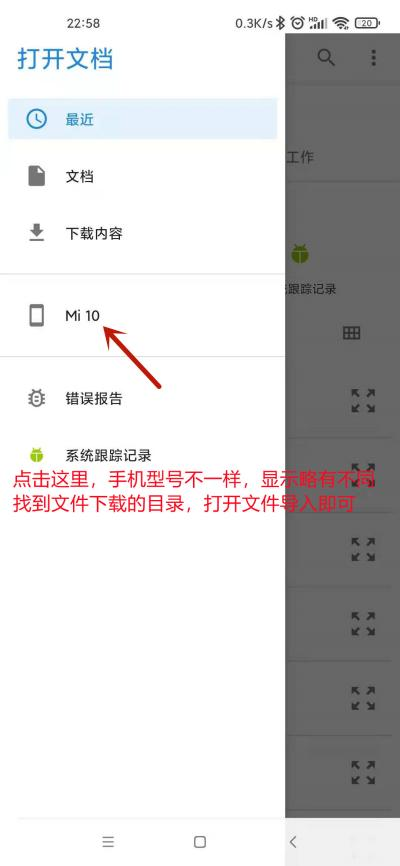 22:58
0.3K/s HD 20
打开文档
最近
文档
工作
下载内容
统跟踪记录
Mi 10
错误报告
系统跟踪记录
点击这里，手机型号不一样，显示略有不同
找到文件下载的目录，打开文件导入即可